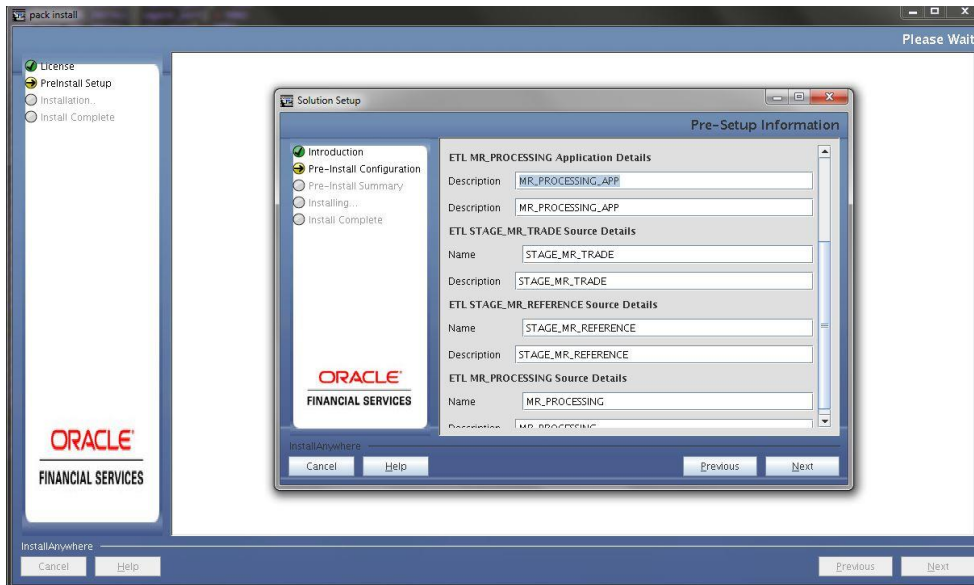 pack install
Please Wait
License
PreInstall Setup
Installation..
Install Complete
ORACLE
FINANCIAL SERVICES
Solution Setup
Pre-Setup Information
Introduction
Pre-Install Configuration
Pre-Install Summary
Installing...
Install Complete
ORACLE
FINANCIAL SERVICES
ETL MR_PROCESSING Application Details
Description MR_PROCESSING_APP
Description MR_PROCESSING_APP
ETL STAGE_MR_TRADE Source Details
Name STAGE_MR_TRADE
Description STAGE_MR_TRADE
ETL STAGE_MR_REFERENCE Source Details
Name STAGE_MR_REFERENCE
Description STAGE_MR_REFERENCE
ETL MR_PROCESSING Source Details
Name MR_PROCESSING
Description MR_PROCESSING
InstallAnywhere
Cancel Help Previous Next
InstallAnywhere
Cancel Help Previous Next